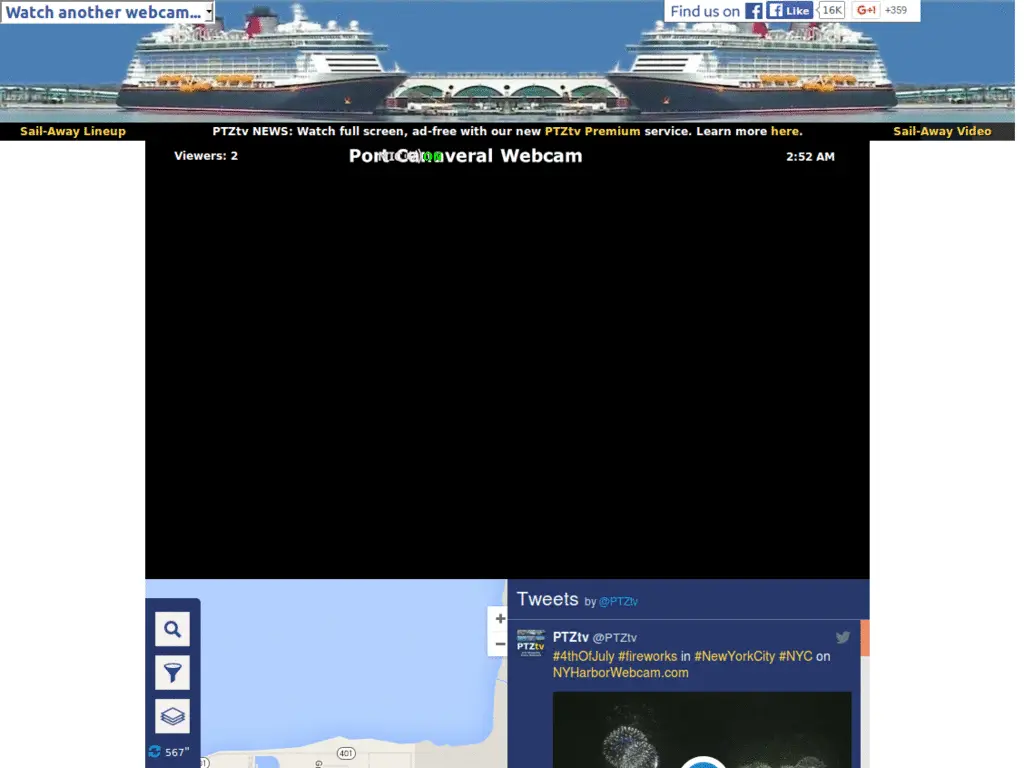 Watch another webcam...
Find us on
Like
16K
G+1
+359
Sail-Away Lineup
PTZtv NEWS: Watch full screen, ad-free with our new PTZtv Premium service. Learn more here.
Sail-Away Video
Viewers: 2
Port Canaveral Webcam
2:52 AM
Tweets by @PTZtv
PTZtv
PTZtv @PTZtv
#4thOfJuly #fireworks in #NewYorkCity #NYC on
NYHarborWebcam.com
+
−
567"
401